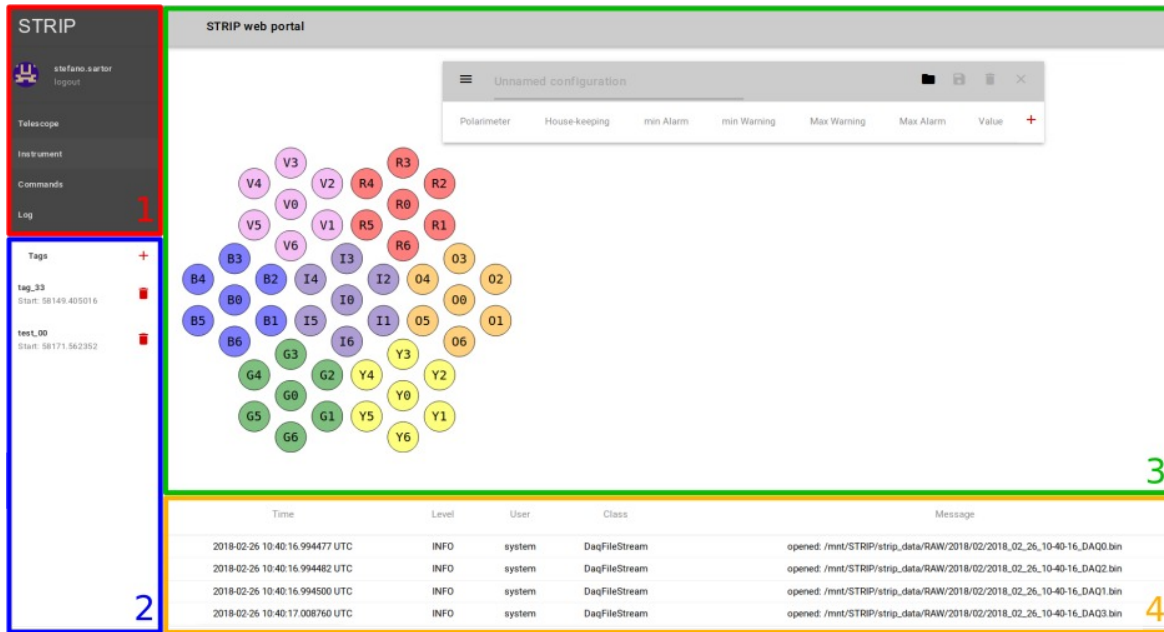 STRIP
stefano.sartor
logout
Telescope
Instrument
Commands
Log
1
Tags +
tag_33
Start: 58149.405016
test_00
Start: 58171.562352
2
STRIP web portal
Unnamed configuration
Polarimeter House-keeping min Alarm min Warning Max Warning Max Alarm Value +
V3 R3
V4 V2 R4 R2
V0 R0
V5 V1 R5 R1
V6 R6
B3 I3 O3
B4 B2 I4 I2 O4 O2
B0 I0 O0
B5 B1 I5 I1 O5 O1
B6 I6 O6
G3 Y3
G4 G2 Y4 Y2
G0 Y0
G5 G1 Y5 Y1
G6 Y6
3
Time Level User Class Message
2018-02-26 10:40:16.994477 UTC INFO system DaqFileStream opened: /mnt/STRIP/strip_data/RAW/2018/02/2018_02_26_10-40-16_DAQ0.bin
2018-02-26 10:40:16.994482 UTC INFO system DaqFileStream opened: /mnt/STRIP/strip_data/RAW/2018/02/2018_02_26_10-40-16_DAQ2.bin
2018-02-26 10:40:16.994500 UTC INFO system DaqFileStream opened: /mnt/STRIP/strip_data/RAW/2018/02/2018_02_26_10-40-16_DAQ1.bin
2018-02-26 10:40:17.008760 UTC INFO system DaqFileStream opened: /mnt/STRIP/strip_data/RAW/2018/02/2018_02_26_10-40-16_DAQ3.bin
4